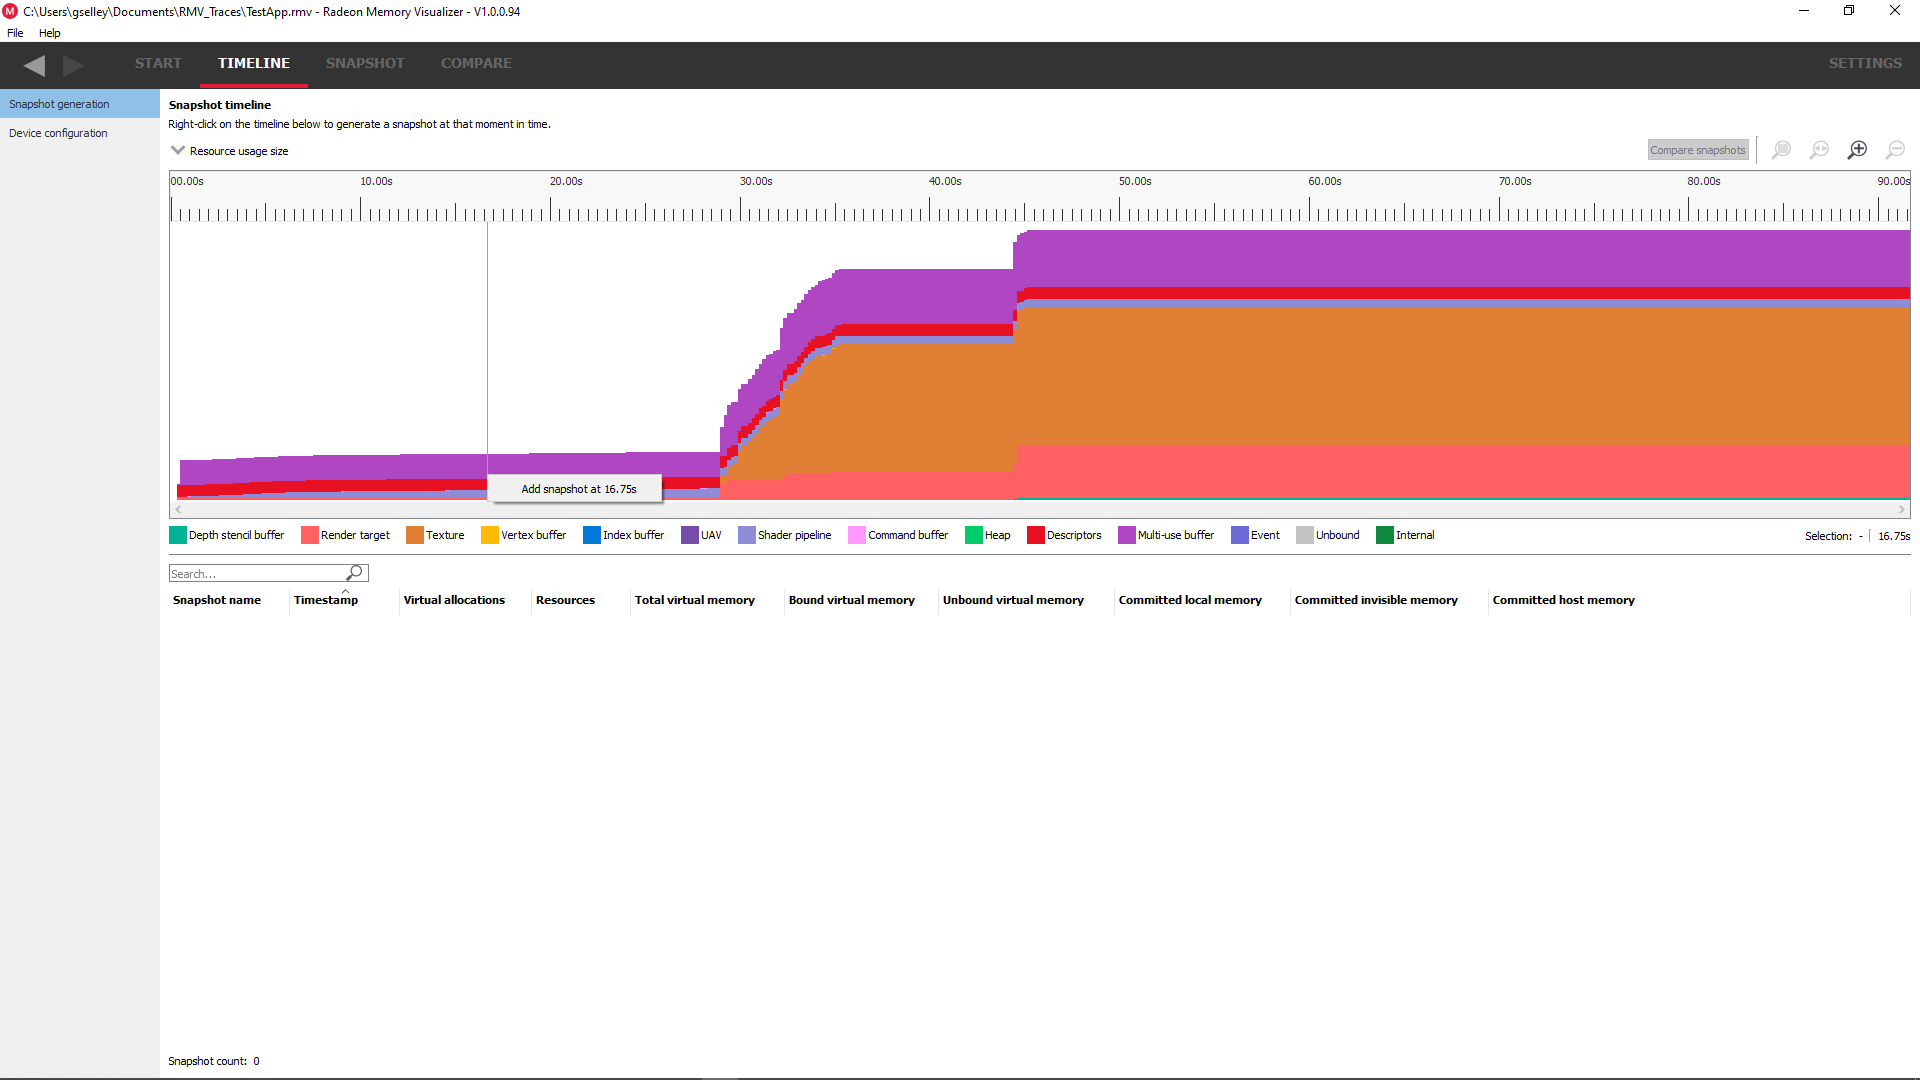 M C:\Users\gselley\Documents\RMV_Traces\TestApp.rmv - Radeon Memory Visualizer - V1.0.0.94
File Help
START TIMELINE SNAPSHOT COMPARE SETTINGS
Snapshot generation
Device configuration
Snapshot timeline
Right-click on the timeline below to generate a snapshot at that moment in time.
Resource usage size
Compare snapshots
00.00s 10.00s 20.00s 30.00s 40.00s 50.00s 60.00s 70.00s 80.00s 90.00s
Add snapshot at 16.75s
Depth stencil buffer Render target Texture Vertex buffer Index buffer UAV Shader pipeline Command buffer Heap Descriptors Multi-use buffer Event Unbound Internal Selection: - 16.75s
Search...
Snapshot name Timestamp Virtual allocations Resources Total virtual memory Bound virtual memory Unbound virtual memory Committed local memory Committed invisible memory Committed host memory
Snapshot count: 0